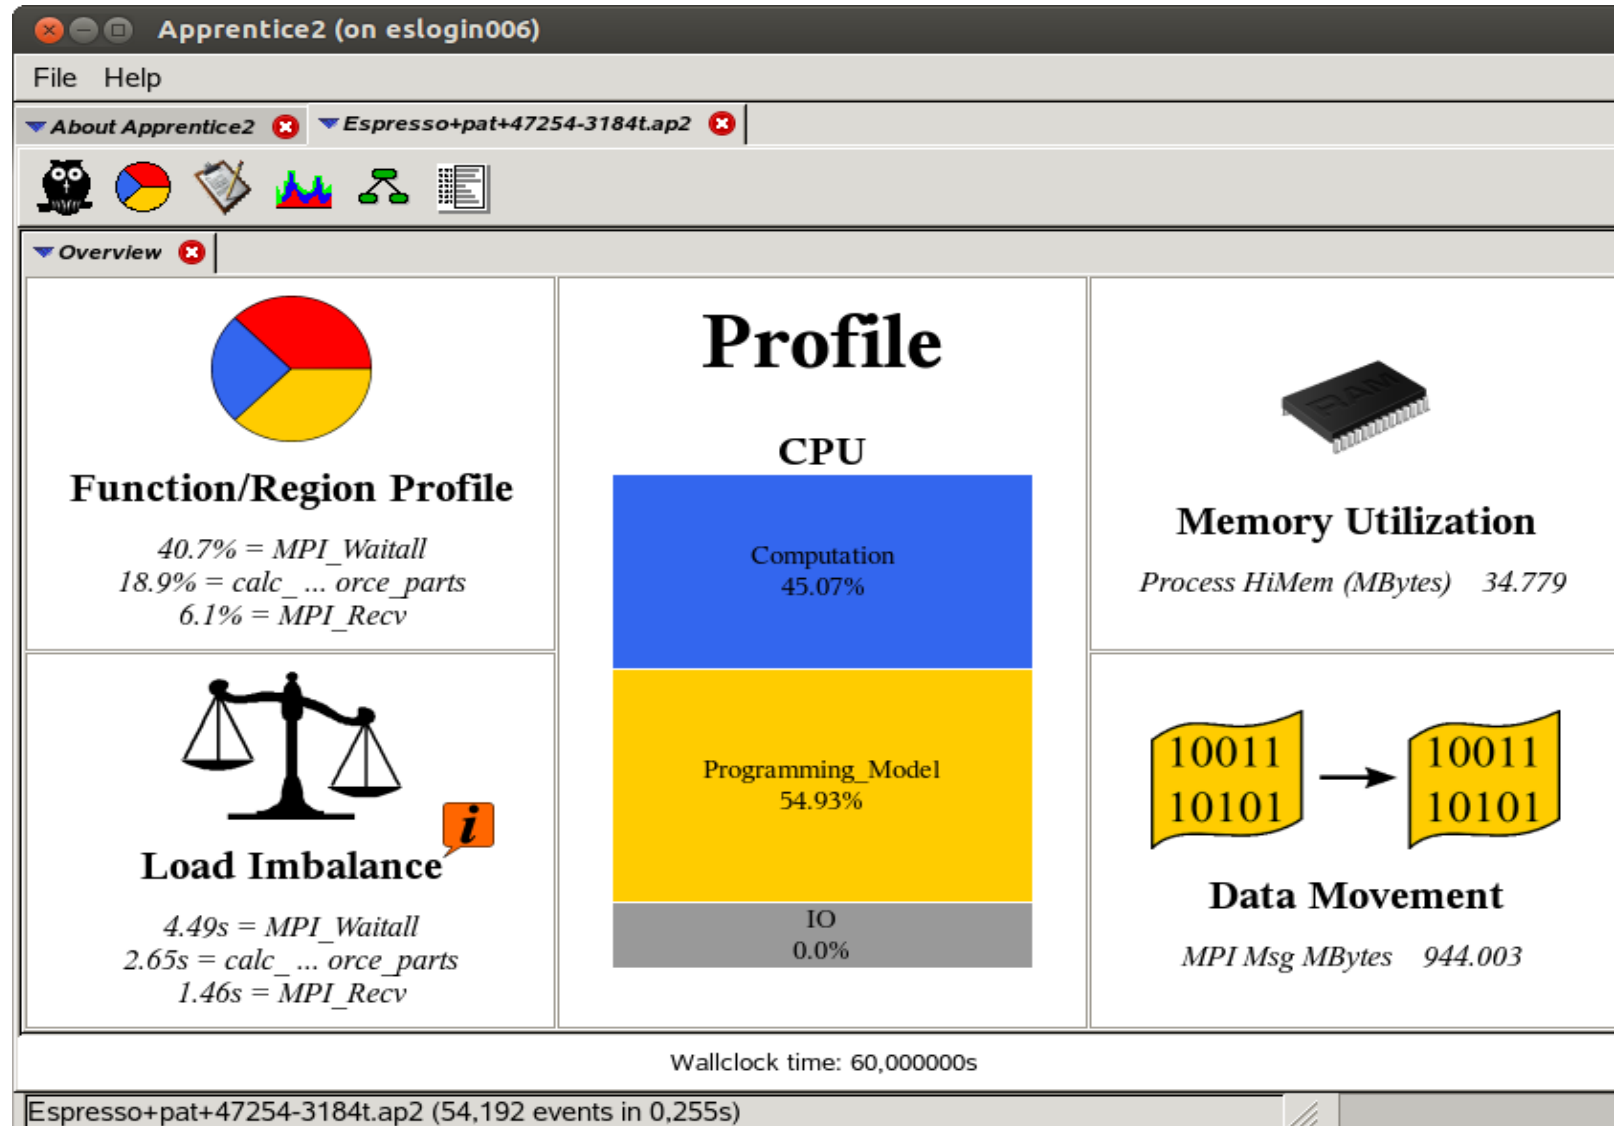 Apprentice2 (on eslogin006)
File Help
About Apprentice2 Espresso+pat+47254-3184t.ap2
Overview
Function/Region Profile
40.7% = MPI_Waitall
18.9% = calc_ ... orce_parts
6.1% = MPI_Recv
Load Imbalance
i
4.49s = MPI_Waitall
2.65s = calc_ ... orce_parts
1.46s = MPI_Recv
Profile
CPU
Computation
45.07%
Programming_Model
54.93%
IO
0.0%
RAM
Memory Utilization
Process HiMem (MBytes) 34.779
10011 10011
10101 10101
Data Movement
MPI Msg MBytes 944.003
Wallclock time: 60,000000s
Espresso+pat+47254-3184t.ap2 (54,192 events in 0,255s)